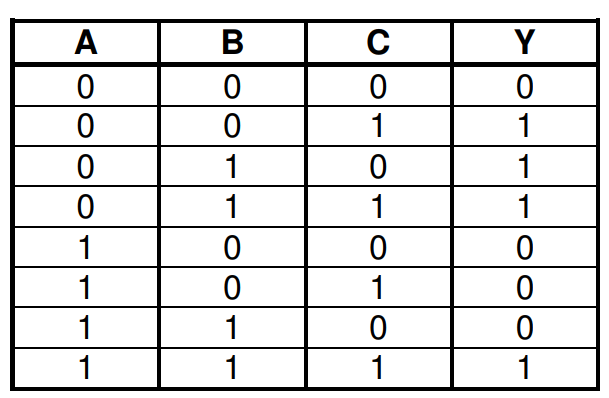 A B C Y
0 0 0 0
0 0 1 1
0 1 0 1
0 1 1 1
1 0 0 0
1 0 1 0
1 1 0 0
1 1 1 1